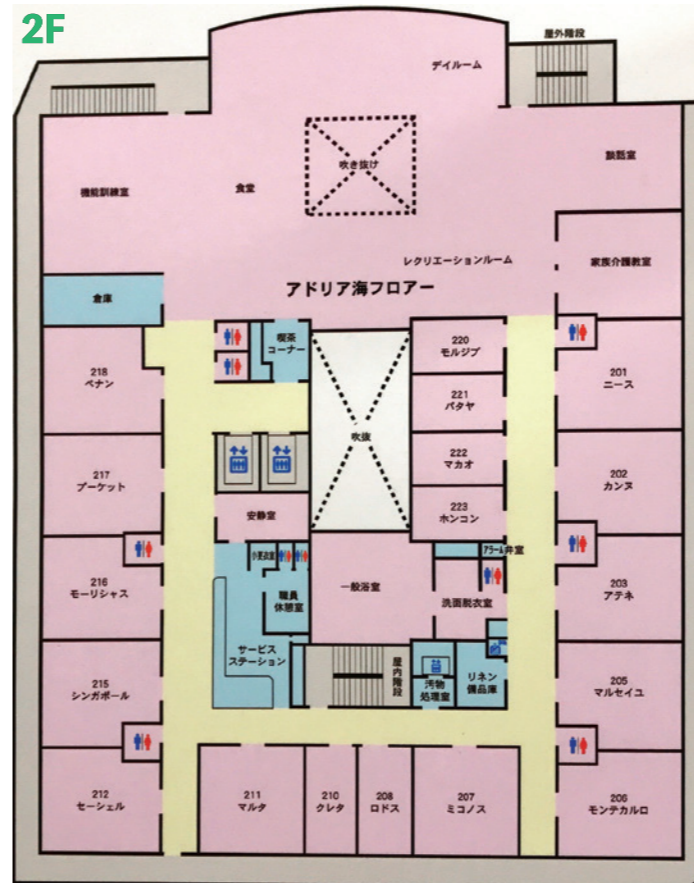 2F
屋外階段
デイルーム
吹き抜け
談話室
機能訓練室
食堂
レクリエーションルーム
家族介護教室
アドリア海フロアー
倉庫
喫茶
コーナー
220
モルジブ
218
ペナン
201
ニース
221
パタヤ
吹抜
222
マカオ
217
プーケット
202
カンヌ
223
ホンコン
安静室
小更衣室
アラーム弁室
216
モーリシャス
職員
休憩室
一般浴室
洗面脱衣室
203
アテネ
サービス
ステーション
屋内階段
215
シンガポール
汚物
処理室
リネン
備品庫
205
マルセイユ
212
セーシェル
211
マルタ
210
クレタ
208
ロドス
207
ミコノス
206
モンテカルロ